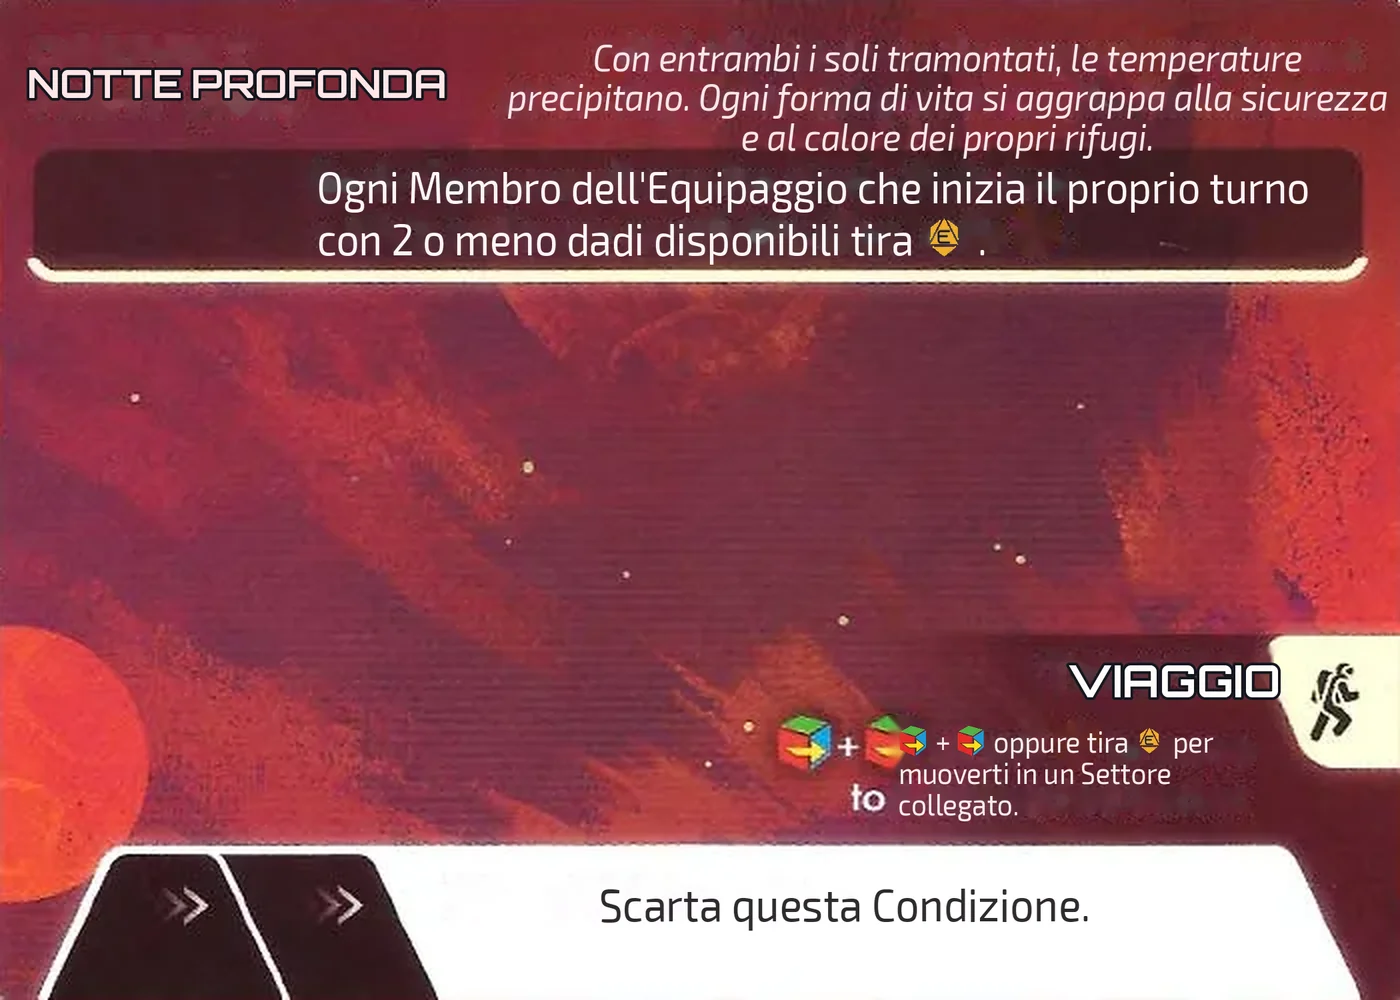 NOTTE PROFONDA
Con entrambi i soli tramontati, le temperature
precipitano. Ogni forma di vita si aggrappa alla sicurezza
e al calore dei propri rifugi.
Ogni Membro dell'Equipaggio che inizia il proprio turno
con 2 o meno dadi disponibili tira E .
VIAGGIO
+
+ oppure tira E per
muoverti in un Settore
to
collegato.
Scarta questa Condizione.